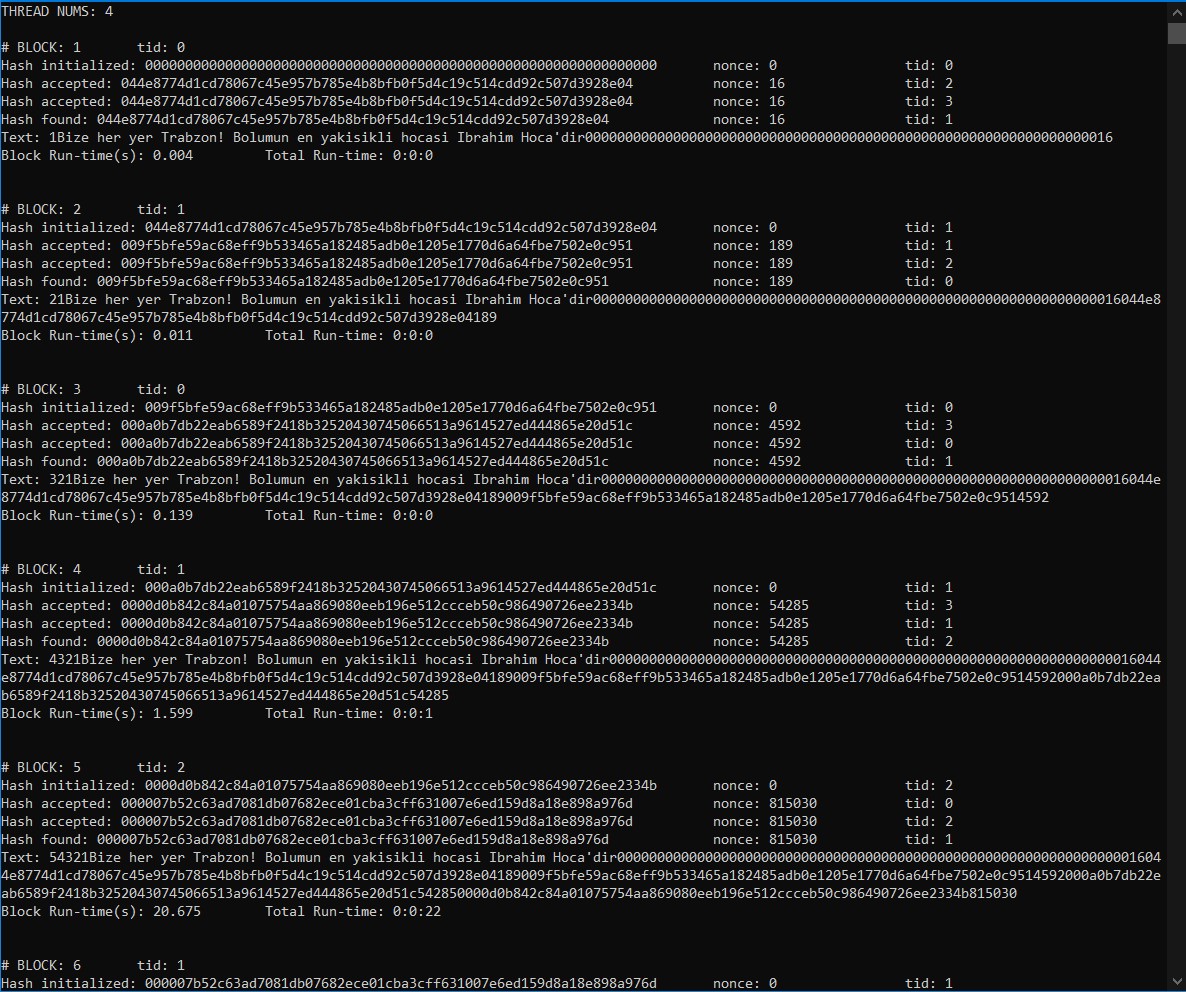 THREAD NUMS: 4
# BLOCK: 1 tid: 0
Hash initialized: 0000000000000000000000000000000000000000000000000000000000000000 nonce: 0 tid: 0
Hash accepted: 044e8774d1cd78067c45e957b785e4b8bfb0f5d4c19c514cdd92c507d3928e04 nonce: 16 tid: 2
Hash accepted: 044e8774d1cd78067c45e957b785e4b8bfb0f5d4c19c514cdd92c507d3928e04 nonce: 16 tid: 3
Hash found: 044e8774d1cd78067c45e957b785e4b8bfb0f5d4c19c514cdd92c507d3928e04 nonce: 16 tid: 1
Text: 1Bize her yer Trabzon! Bolumun en yakisikli hocasi Ibrahim Hoca'dir000000000000000000000000000000000000000000000000000000000000000016
Block Run-time(s): 0.004 Total Run-time: 0:0:0
# BLOCK: 2 tid: 1
Hash initialized: 044e8774d1cd78067c45e957b785e4b8bfb0f5d4c19c514cdd92c507d3928e04 nonce: 0 tid: 1
Hash accepted: 009f5bfe59ac68eff9b533465a182485adb0e1205e1770d6a64fbe7502e0c951 nonce: 189 tid: 1
Hash accepted: 009f5bfe59ac68eff9b533465a182485adb0e1205e1770d6a64fbe7502e0c951 nonce: 189 tid: 2
Hash found: 009f5bfe59ac68eff9b533465a182485adb0e1205e1770d6a64fbe7502e0c951 nonce: 189 tid: 0
Text: 21Bize her yer Trabzon! Bolumun en yakisikli hocasi Ibrahim Hoca'dir000000000000000000000000000000000000000000000000000000000000000016044e8
774d1cd78067c45e957b785e4b8bfb0f5d4c19c514cdd92c507d3928e04189
Block Run-time(s): 0.011 Total Run-time: 0:0:0
# BLOCK: 3 tid: 0
Hash initialized: 009f5bfe59ac68eff9b533465a182485adb0e1205e1770d6a64fbe7502e0c951 nonce: 0 tid: 0
Hash accepted: 000a0b7db22eab6589f2418b32520430745066513a9614527ed444865e20d51c nonce: 4592 tid: 3
Hash accepted: 000a0b7db22eab6589f2418b32520430745066513a9614527ed444865e20d51c nonce: 4592 tid: 0
Hash found: 000a0b7db22eab6589f2418b32520430745066513a9614527ed444865e20d51c nonce: 4592 tid: 1
Text: 321Bize her yer Trabzon! Bolumun en yakisikli hocasi Ibrahim Hoca'dir000000000000000000000000000000000000000000000000000000000000000016044e
8774d1cd78067c45e957b785e4b8bfb0f5d4c19c514cdd92c507d3928e04189009f5bfe59ac68eff9b533465a182485adb0e1205e1770d6a64fbe7502e0c9514592
Block Run-time(s): 0.139 Total Run-time: 0:0:0
# BLOCK: 4 tid: 1
Hash initialized: 000a0b7db22eab6589f2418b32520430745066513a9614527ed444865e20d51c nonce: 0 tid: 1
Hash accepted: 0000d0b842c84a01075754aa869080eeb196e512ccceb50c986490726ee2334b nonce: 54285 tid: 3
Hash accepted: 0000d0b842c84a01075754aa869080eeb196e512ccceb50c986490726ee2334b nonce: 54285 tid: 1
Hash found: 0000d0b842c84a01075754aa869080eeb196e512ccceb50c986490726ee2334b nonce: 54285 tid: 2
Text: 4321Bize her yer Trabzon! Bolumun en yakisikli hocasi Ibrahim Hoca'dir000000000000000000000000000000000000000000000000000000000000000016044
e8774d1cd78067c45e957b785e4b8bfb0f5d4c19c514cdd92c507d3928e04189009f5bfe59ac68eff9b533465a182485adb0e1205e1770d6a64fbe7502e0c9514592000a0b7db22ea
b6589f2418b32520430745066513a9614527ed444865e20d51c54285
Block Run-time(s): 1.599 Total Run-time: 0:0:1
# BLOCK: 5 tid: 2
Hash initialized: 0000d0b842c84a01075754aa869080eeb196e512ccceb50c986490726ee2334b nonce: 0 tid: 2
Hash accepted: 000007b52c63ad7081db07682ece01cba3cff631007e6ed159d8a18e898a976d nonce: 815030 tid: 0
Hash accepted: 000007b52c63ad7081db07682ece01cba3cff631007e6ed159d8a18e898a976d nonce: 815030 tid: 2
Hash found: 000007b52c63ad7081db07682ece01cba3cff631007e6ed159d8a18e898a976d nonce: 815030 tid: 1
Text: 54321Bize her yer Trabzon! Bolumun en yakisikli hocasi Ibrahim Hoca'dir00000000000000000000000000000000000000000000000000000000000000001604
4e8774d1cd78067c45e957b785e4b8bfb0f5d4c19c514cdd92c507d3928e04189009f5bfe59ac68eff9b533465a182485adb0e1205e1770d6a64fbe7502e0c9514592000a0b7db22e
ab6589f2418b32520430745066513a9614527ed444865e20d51c542850000d0b842c84a01075754aa869080eeb196e512ccceb50c986490726ee2334b815030
Block Run-time(s): 20.675 Total Run-time: 0:0:22
# BLOCK: 6 tid: 1
Hash initialized: 000007b52c63ad7081db07682ece01cba3cff631007e6ed159d8a18e898a976d nonce: 0 tid: 1